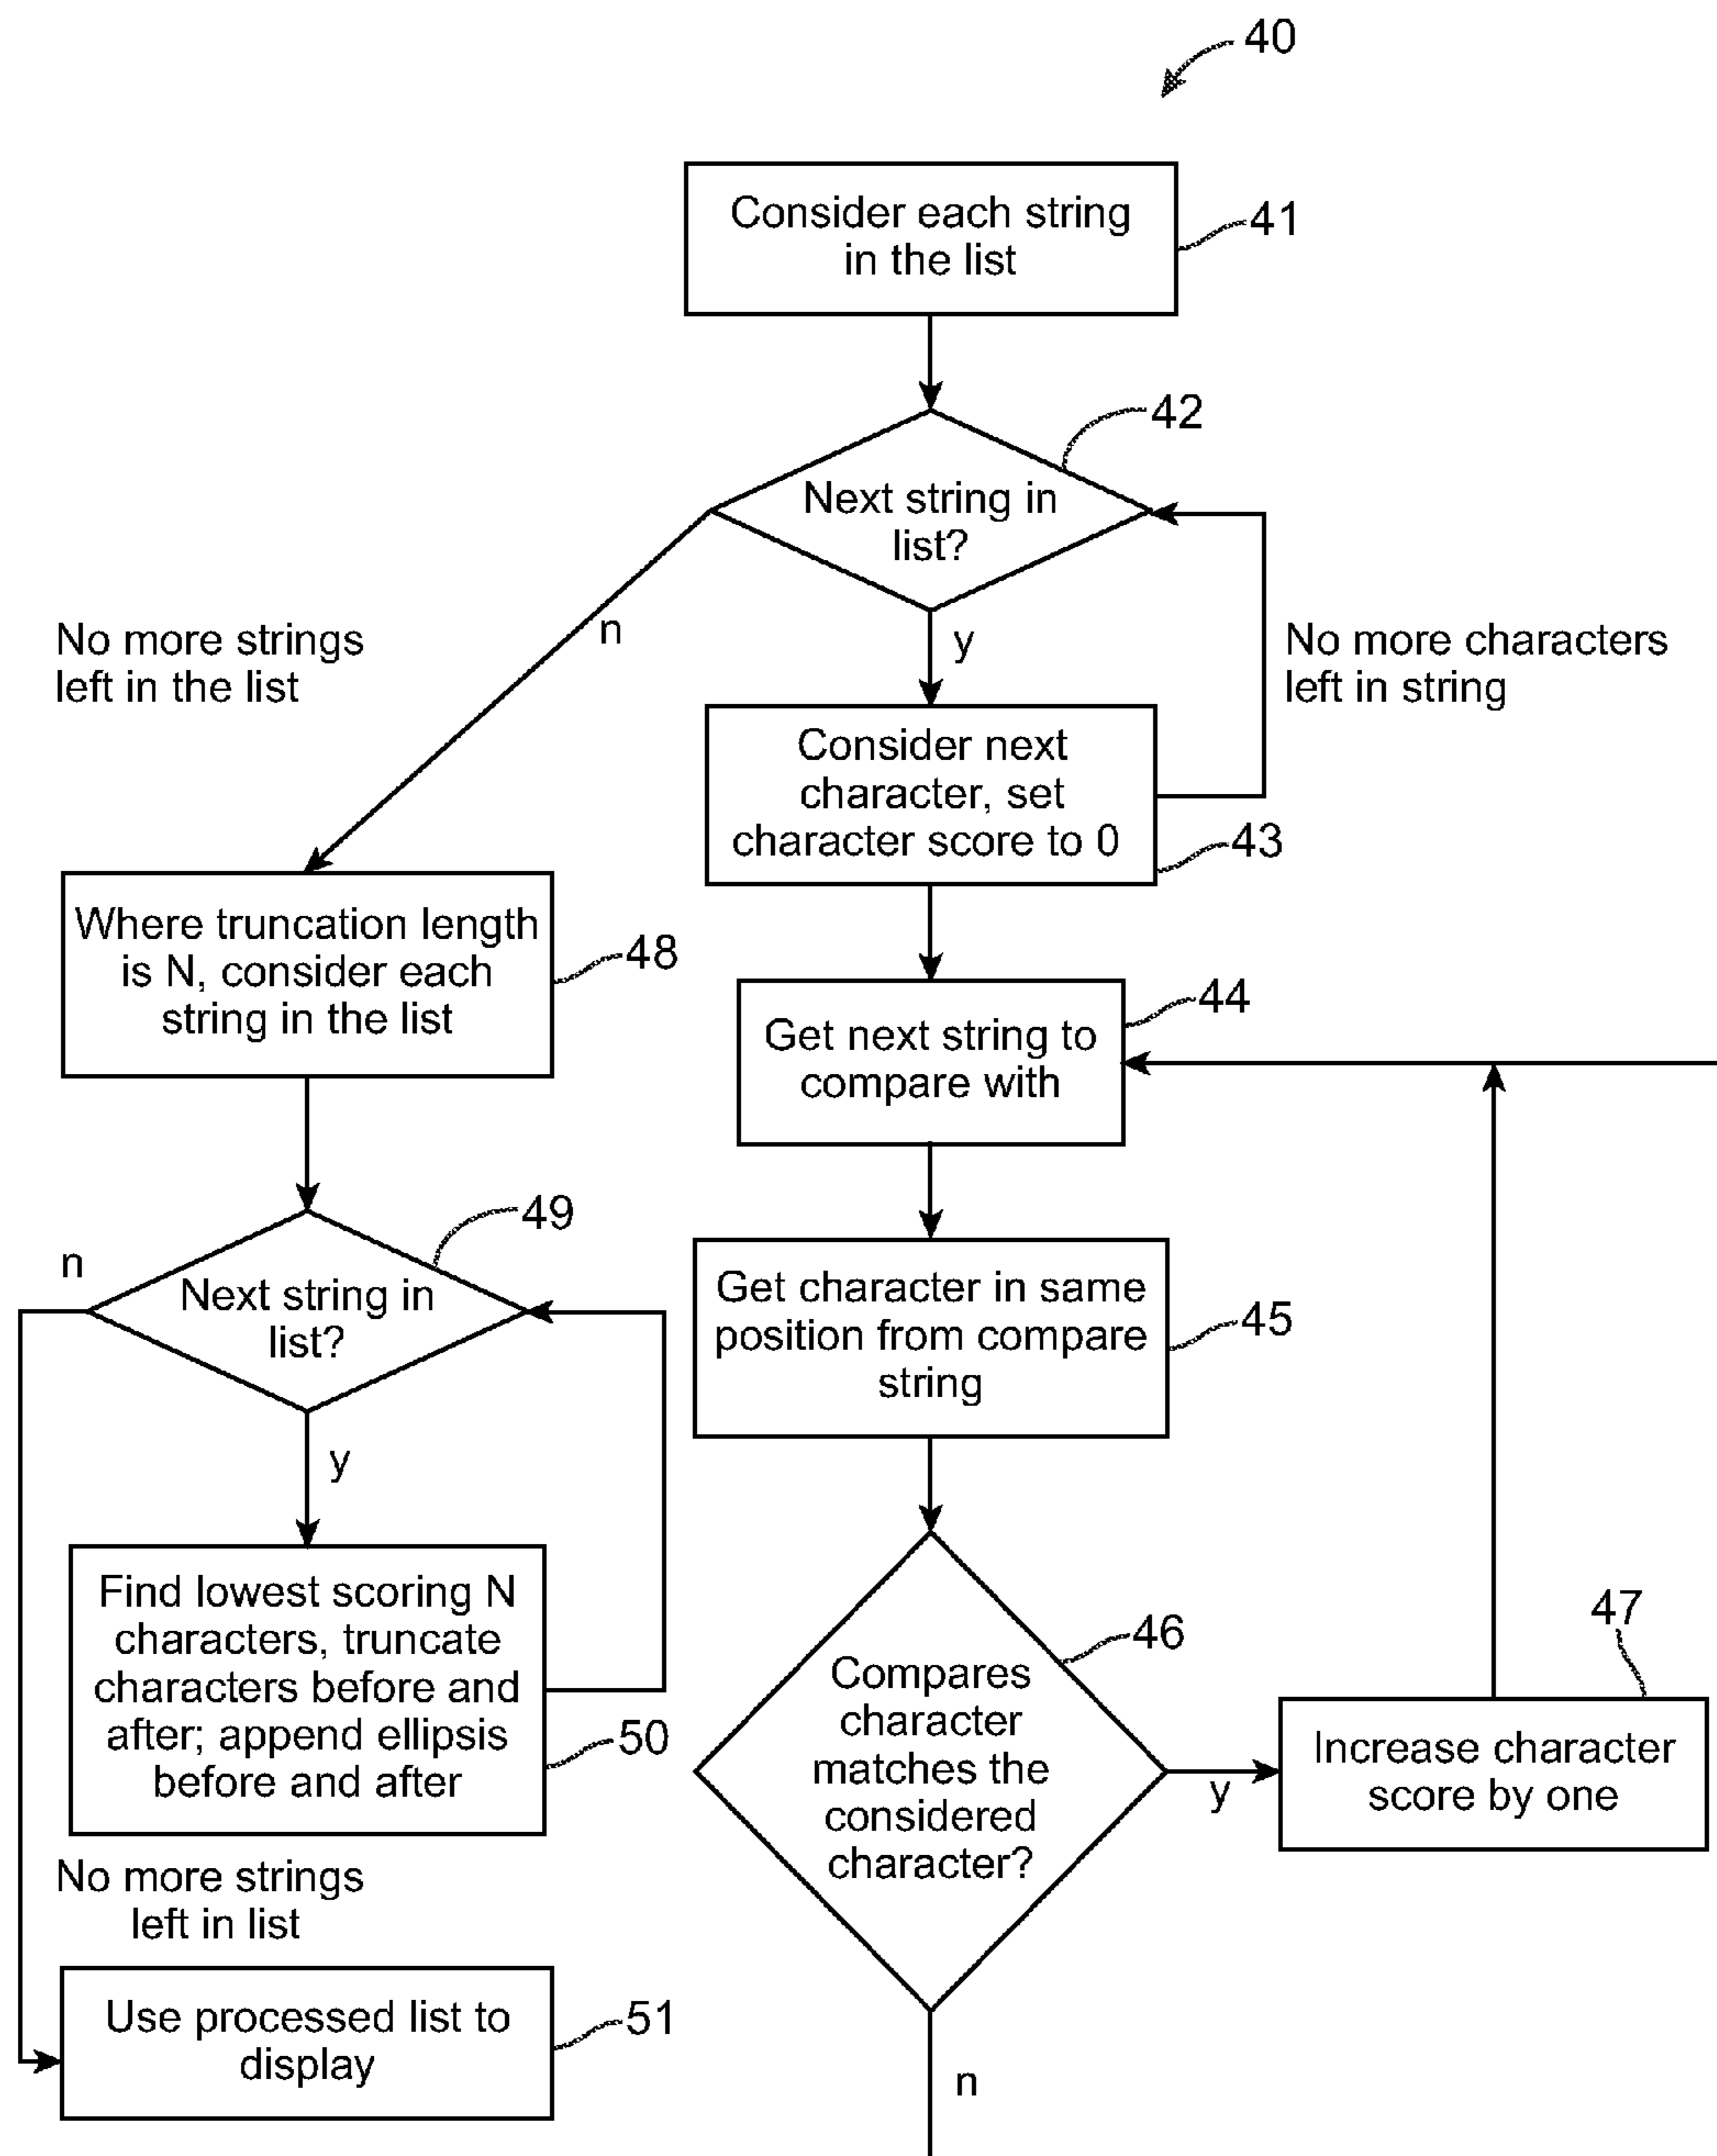 40
Consider each string
in the list
41
42
Next string in
list?
n
y
No more strings
left in the list
No more characters
left in string
Consider next
character, set
character score to 0
43
Where truncation length
is N, consider each
string in the list
48
44
Get next string to
compare with
49
n
Next string in
list?
y
Get character in same
position from compare
string
45
Find lowest scoring N
characters, truncate
characters before and
after; append ellipsis
before and after
50
46
Compares
character
matches the
considered
character?
y
47
Increase character
score by one
No more strings
left in list
Use processed list to
display
51
n